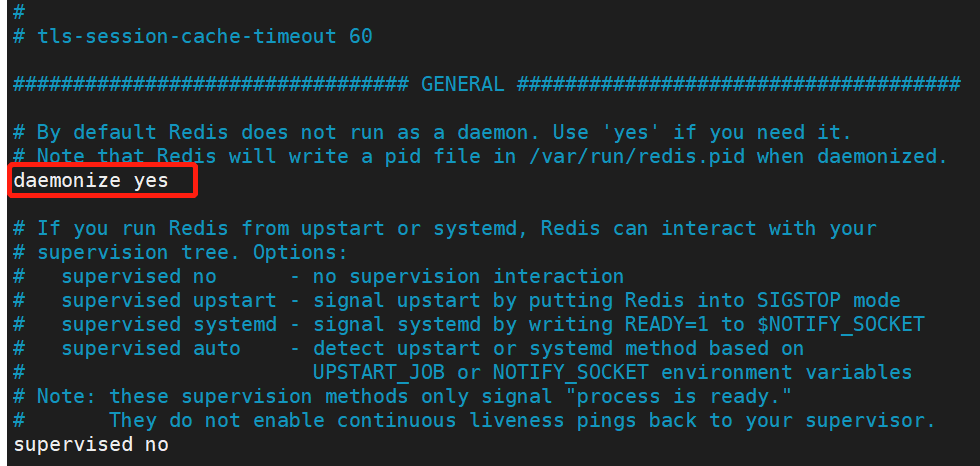 #
# tls-session-cache-timeout 60
################################# GENERAL #####################################
# By default Redis does not run as a daemon. Use 'yes' if you need it.
# Note that Redis will write a pid file in /var/run/redis.pid when daemonized.
daemonize yes
# If you run Redis from upstart or systemd, Redis can interact with your
# supervision tree. Options:
#   supervised no      - no supervision interaction
#   supervised upstart - signal upstart by putting Redis into SIGSTOP mode
#   supervised systemd - signal systemd by writing READY=1 to $NOTIFY_SOCKET
#   supervised auto    - detect upstart or systemd method based on
#                        UPSTART_JOB or NOTIFY_SOCKET environment variables
# Note: these supervision methods only signal "process is ready."
#       They do not enable continuous liveness pings back to your supervisor.
supervised no